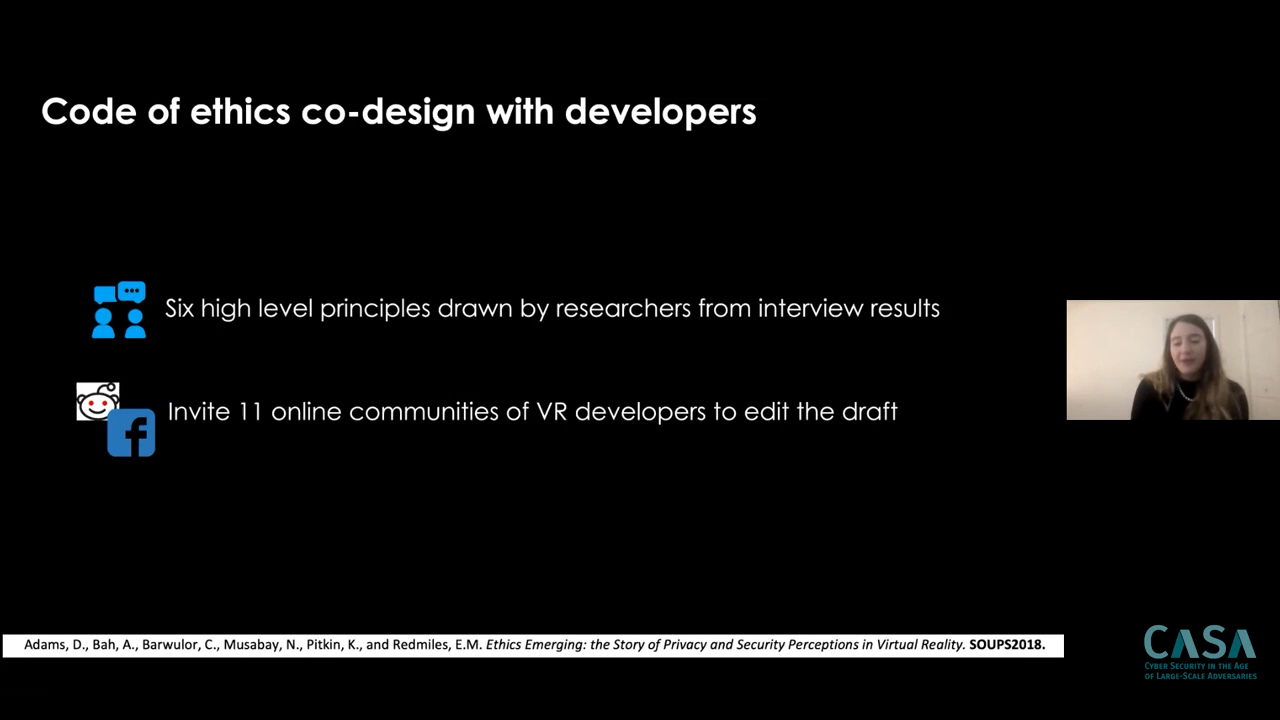 Code of ethics co-design with developers
Six high level principles drawn by researchers from interview results
Invite 11 online communities of VR developers to edit the draft
Adams, D., Bah, A., Barwulor, C., Musabay, N., Pitkin, K., and Redmiles, E.M. Ethics Emerging: the Story of Privacy and Security Perceptions in Virtual Reality. SOUPS2018.
CASA
CYBER SECURITY IN THE AGE
OF LARGE-SCALE ADVERSARIES